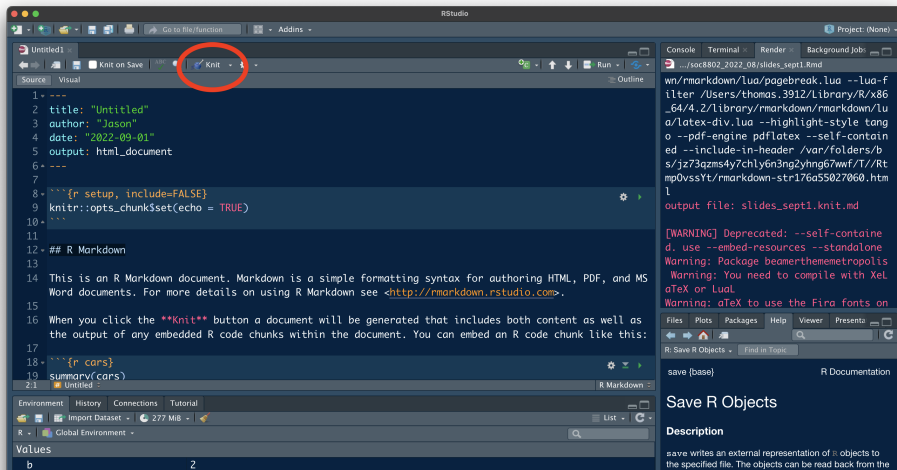 RStudio
Go to file/function
Addins
Project: (None)
Untitled1
Knit on Save
ABC
Knit
Run
Source Visual
Outline
1 ---
2 title: "Untitled"
3 author: "Jason"
4 date: "2022-09-01"
5 output: html_document
6 ---
7
8 ```{r setup, include=FALSE}
9 knitr::opts_chunk$set(echo = TRUE)
10 ```
11
12 ## R Markdown
13
14 This is an R Markdown document. Markdown is a simple formatting syntax for authoring HTML, PDF, and MS
Word documents. For more details on using R Markdown see <http://rmarkdown.rstudio.com>.
15
16 When you click the **Knit** button a document will be generated that includes both content as well as
the output of any embedded R code chunks within the document. You can embed an R code chunk like this:
17
18 ```{r cars}
19 summary(cars)
2:1 Untitled R Markdown
Environment History Connections Tutorial
Import Dataset 277 MiB List
R Global Environment
Values
b 2
Console Terminal Render Background Jobs
.../soc8802_2022_08/slides_sept1.Rmd
wn/rmarkdown/lua/pagebreak.lua --lua-f
ilter /Users/thomas.3912/Library/R/x86
_64/4.2/library/rmarkdown/rmarkdown/lu
a/latex-div.lua --highlight-style tang
o --pdf-engine pdflatex --self-contain
ed --include-in-header /var/folders/b
s/jz73qzms4y7chly6n3ng2yhng67wwf/T//Rt
mpOvssYt/rmarkdown-str176a55027060.htm
l
output file: slides_sept1.knit.md
[WARNING] Deprecated: --self-containe
d. use --embed-resources --standalone
Warning: Package beamerthememetropolis
Warning: You need to compile with XeL
aTeX or LuaL
Warning: aTeX to use the Fira fonts on
Files Plots Packages Help Viewer Presenta
R: Save R Objects Find in Topic
save {base} R Documentation
Save R Objects
Description
save writes an external representation of R objects to
the specified file. The objects can be read back from the